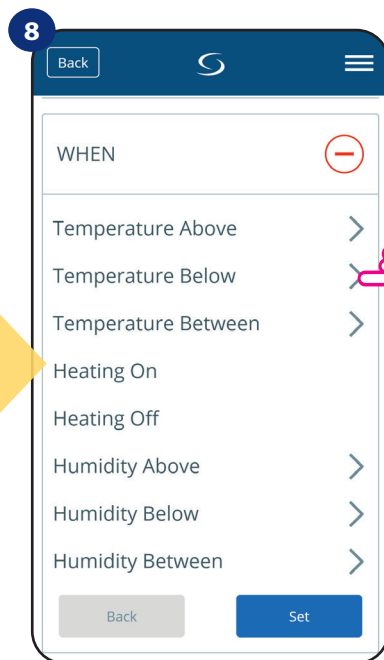 8
Back
WHEN
Temperature Above
Temperature Below
Temperature Between
Heating On
Heating Off
Humidity Above
Humidity Below
Humidity Between
Back Set